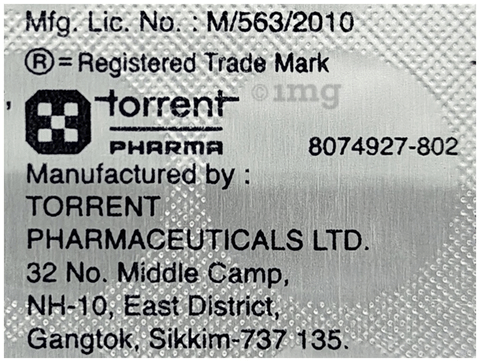 Mfg. Lic. No. : M/563/2010
®=Registered Trade Mark
1mg
torrent
PHARMA
8074927-802
Manufactured by :
TORRENT
PHARMACEUTICALS LTD.
32 No. Middle Camp,
NH-10, East District,
Gangtok, Sikkim-737 135.